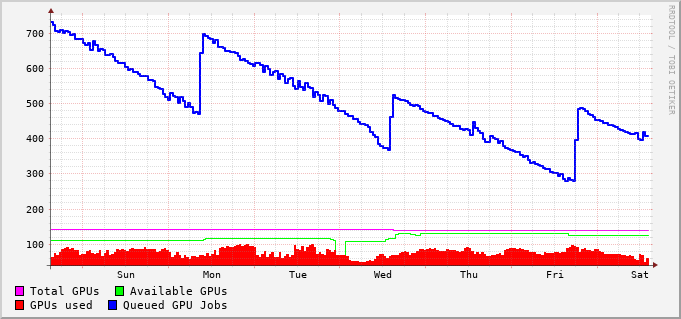 RRDTOOL / TOBI OETIKER
700
600
500
400
300
200
100
Sun Mon Tue Wed Thu Fri Sat
Total GPUs Available GPUs
GPUs used Queued GPU Jobs